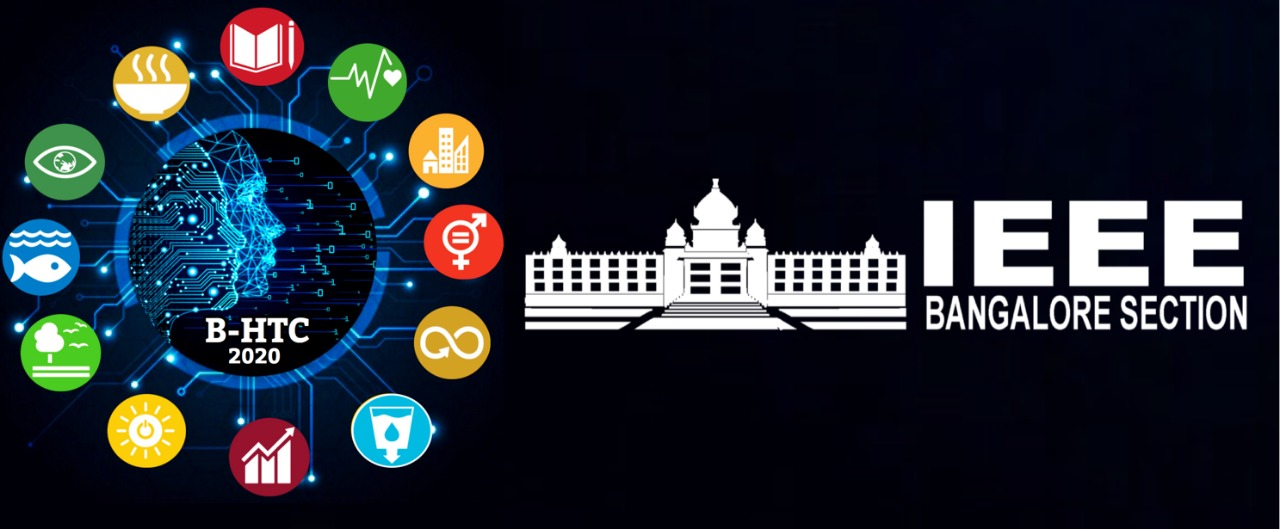 B-HTC
2020
IEEE
BANGALORE SECTION